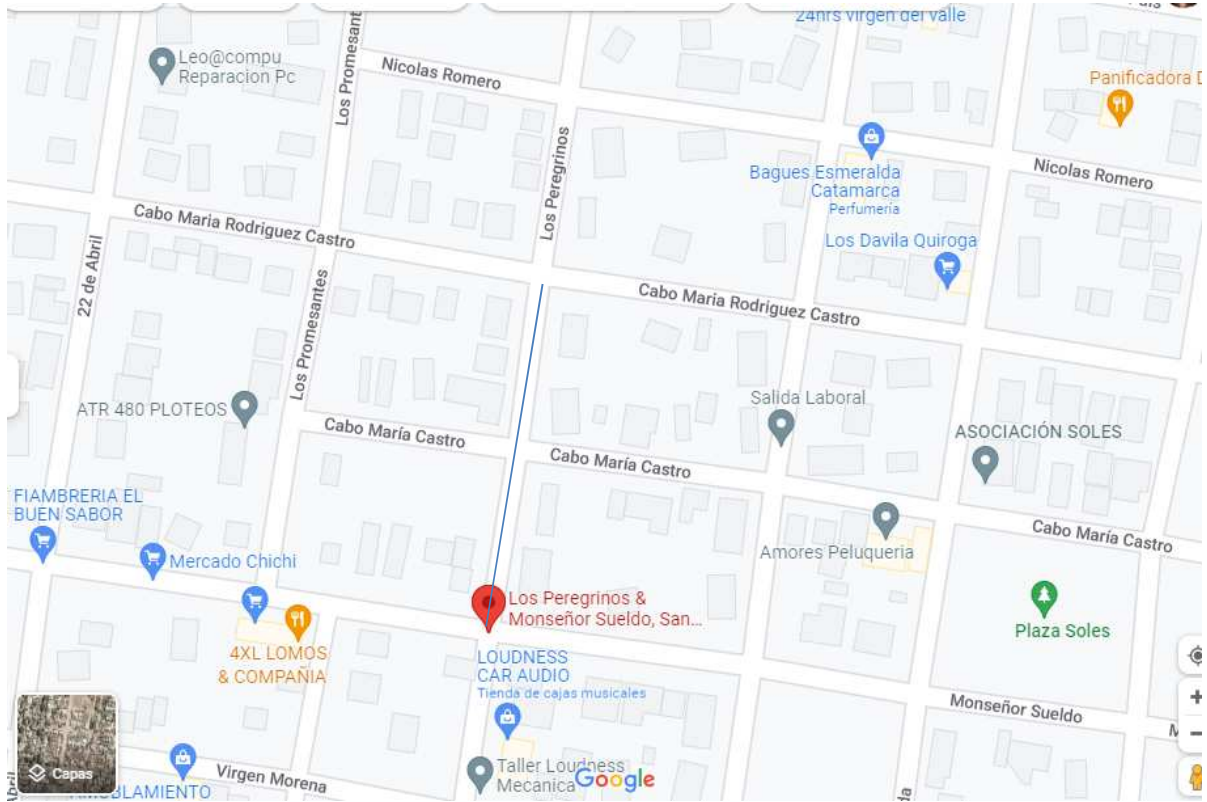 24hrs virgen del valle
Leo@compu
Reparacion Pc
Los Promesant
Nicolas Romero
Panificadora D
Los Peregrinos
Bagues Esmeralda
Catamarca
Perfumería
Nicolas Romero
Cabo Maria Rodriguez Castro
22 de Abril
Los Davila Quiroga
Los Promesantes
Cabo Maria Rodriguez Castro
ATR 480 PLOTEOS
Salida Laboral
Cabo María Castro
ASOCIACIÓN SOLES
Cabo María Castro
FIAMBRERIA EL
BUEN SABOR
Cabo María Castro
Mercado Chichi
Amores Peluqueria
Los Peregrinos &
Monseñor Sueldo, San...
Plaza Soles
4XL LOMOS
& COMPAÑIA
LOUDNESS
CAR AUDIO
Tienda de cajas musicales
Monseñor Sueldo
Capas
Virgen Morena
Taller Loudness
Mecanica
Google